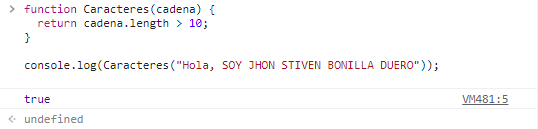 > function Caracteres(cadena) {
return cadena.length > 10;
}
console.log(Caracteres("Hola, SOY JHON STIVEN BONILLA DUERO"));
true VM481:5
undefined